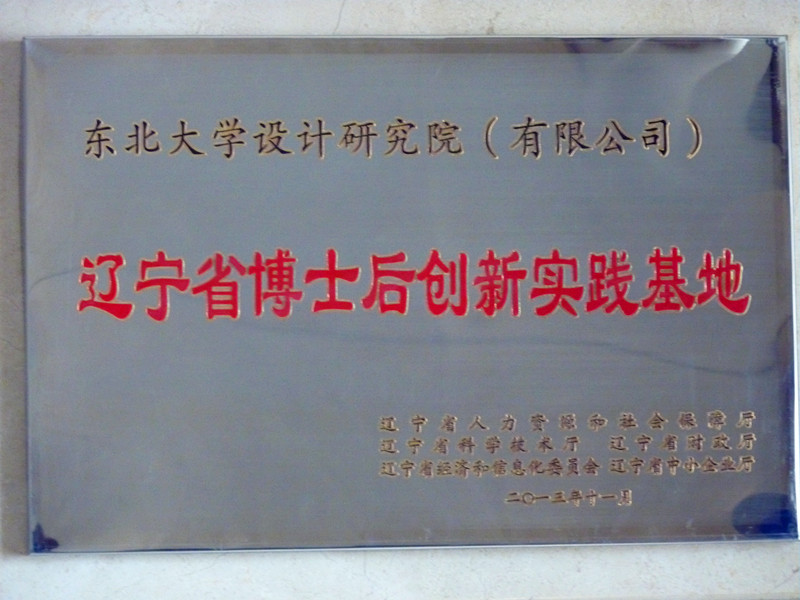 东北大学设计研究院（有限公司）
辽宁省博士后创新实践基地
辽宁省人力资源和社会保障厅
辽宁省科学技术厅 辽宁省财政厅
辽宁省经济和信息化委员会 辽宁省中小企业厅
二〇一三年十一月